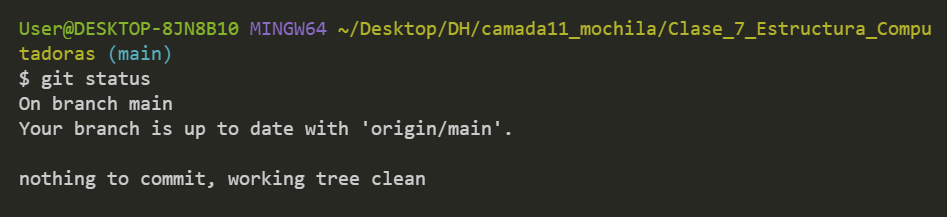 User@DESKTOP-8JN8B10 MINGW64 ~/Desktop/DH/camada11_mochila/Clase_7_Estructura_Compu
tadoras (main)
$ git status
On branch main
Your branch is up to date with 'origin/main'.
nothing to commit, working tree clean